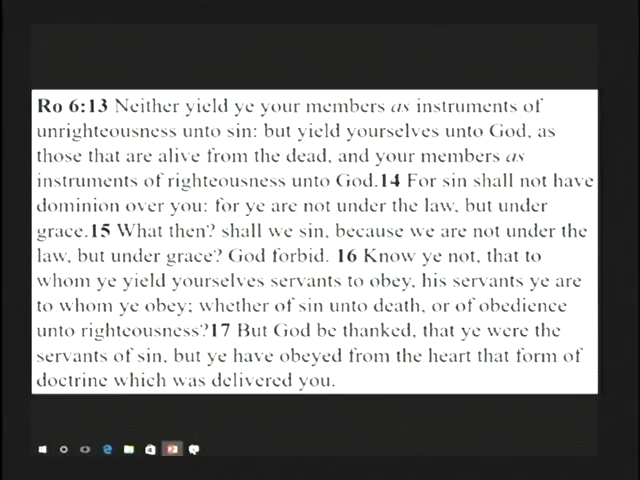 Ro 6:13 Neither yield ye your members as instruments of
unrighteousness unto sin: but yield yourselves unto God, as
those that are alive from the dead, and your members as
instruments of righteousness unto God.14 For sin shall not have
dominion over you: for ye are not under the law, but under
grace.15 What then? shall we sin, because we are not under the
law, but under grace? God forbid. 16 Know ye not, that to
whom ye yield yourselves servants to obey, his servants ye are
to whom ye obey; whether of sin unto death, or of obedience
unto righteousness?17 But God be thanked, that ye were the
servants of sin, but ye have obeyed from the heart that form of
doctrine which was delivered you.